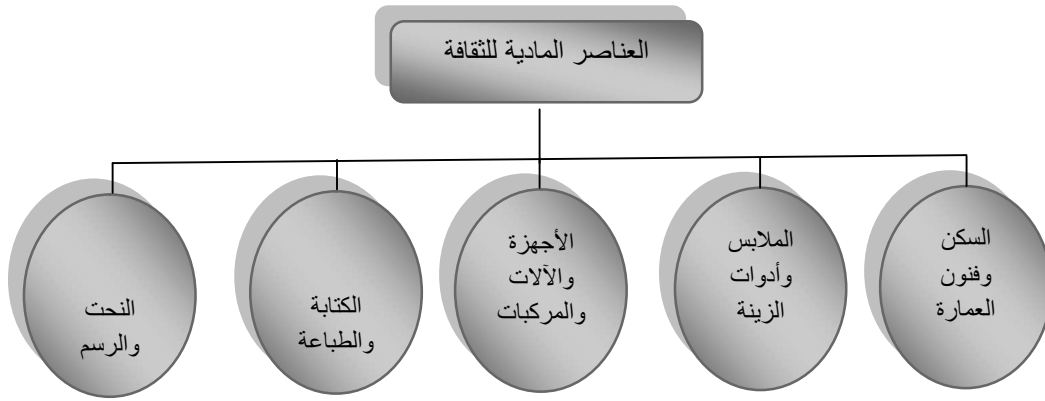 العناصر المادية للثقافة
السكن
وفنون
العمارة
الملابس
وأدوات
الزينة
الأجهزة
والآلات
والمركبات
الكتابة
والطباعة
النحت
والرسم